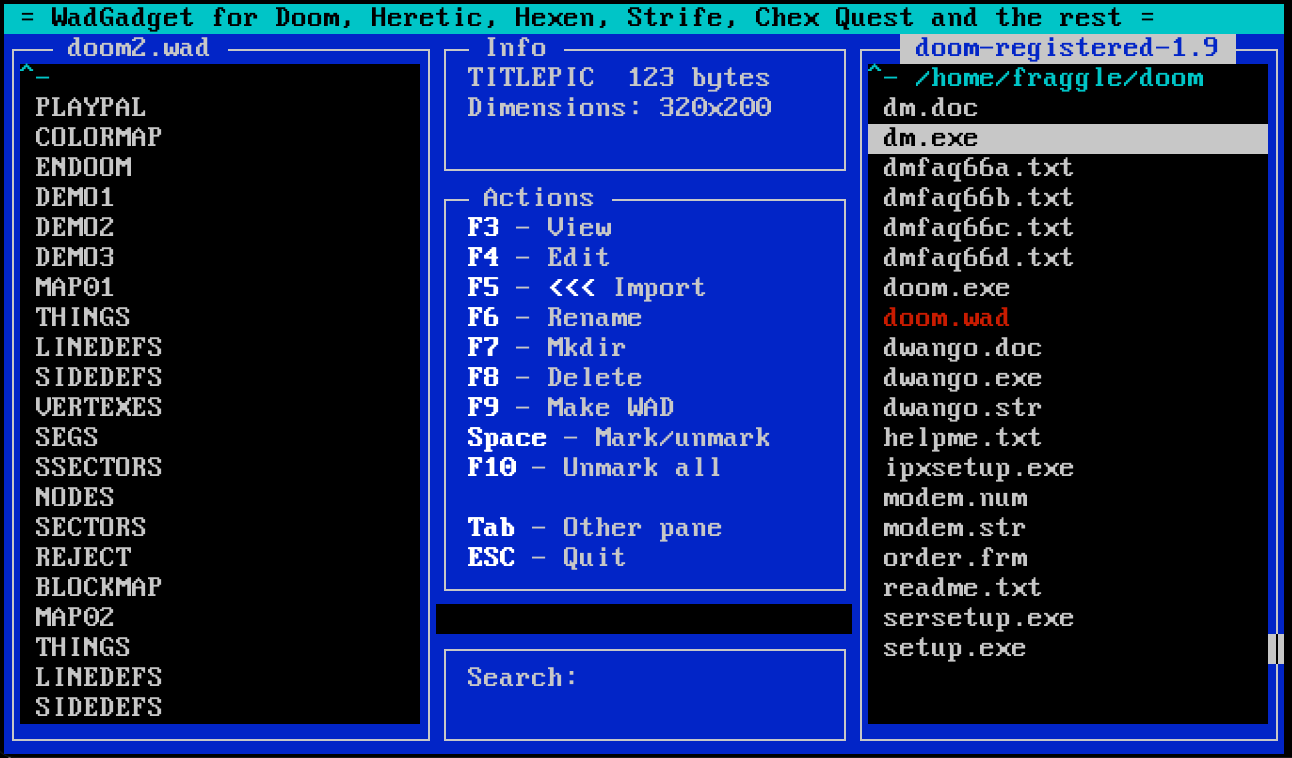 = WadGadget for Doom, Heretic, Hexen, Strife, Chex Quest and the rest =
doom2.wad
^-
PLAYPAL
COLORMAP
ENDOOM
DEMO1
DEMO2
DEMO3
MAP01
THINGS
LINEDEFS
SIDEDEFS
VERTEXES
SEGS
SSECTORS
NODES
SECTORS
REJECT
BLOCKMAP
MAP02
THINGS
LINEDEFS
SIDEDEFS
Info
TITLEPIC  123 bytes
Dimensions: 320x200
Actions
F3 - View
F4 - Edit
F5 - <<< Import
F6 - Rename
F7 - Mkdir
F8 - Delete
F9 - Make WAD
Space - Mark/unmark
F10 - Unmark all
Tab - Other pane
ESC - Quit
Search:
doom-registered-1.9
^- /home/fraggle/doom
dm.doc
dm.exe
dmfaq66a.txt
dmfaq66b.txt
dmfaq66c.txt
dmfaq66d.txt
doom.exe
doom.wad
dwango.doc
dwango.exe
dwango.str
helpme.txt
ipxsetup.exe
modem.num
modem.str
order.frm
readme.txt
sersetup.exe
setup.exe